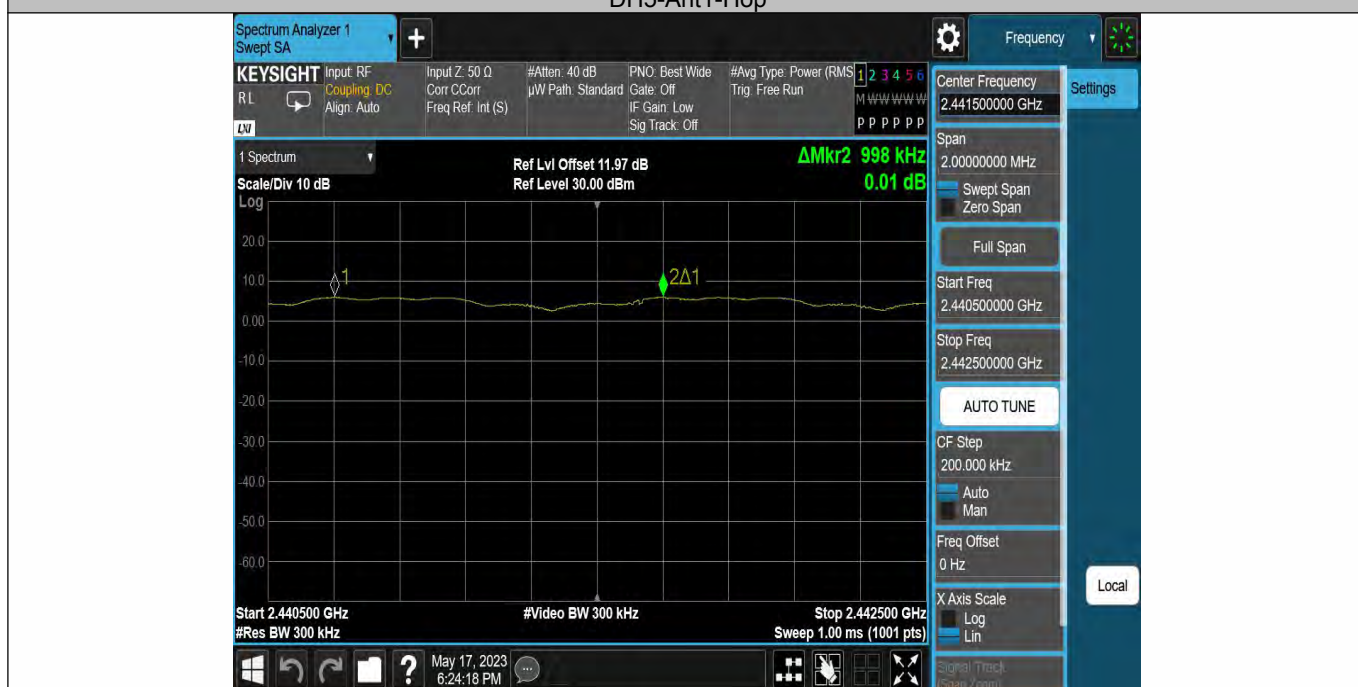 DH5-Ant1-Hop
Spectrum Analyzer 1
Swept SA
Frequency
KEYSIGHT
RL
LXI
Input: RF
Coupling: DC
Align: Auto
Input Z: 50 Ω
Corr CCorr
Freq Ref: Int (S)
#Atten: 40 dB
µW Path: Standard
PNO: Best Wide
Gate: Off
IF Gain: Low
Sig Track: Off
#Avg Type: Power (RMS
Trig: Free Run
1 2 3 4 5 6
M W W W W W
P P P P P P
Center Frequency
2.441500000 GHz
Settings
Span
2.00000000 MHz
Swept Span
Zero Span
Full Span
Start Freq
2.440500000 GHz
Stop Freq
2.442500000 GHz
AUTO TUNE
CF Step
200.000 kHz
Auto
Man
Freq Offset
0 Hz
X Axis Scale
Log
Lin
Signal Track
(Span Zoom)
Local
1 Spectrum
Scale/Div 10 dB
Log
Ref Lvl Offset 11.97 dB
Ref Level 30.00 dBm
ΔMkr2 998 kHz
0.01 dB
20.0
10.0
0.00
-10.0
-20.0
-30.0
-40.0
-50.0
-60.0
1
2Δ1
Start 2.440500 GHz
#Res BW 300 kHz
#Video BW 300 kHz
Stop 2.442500 GHz
Sweep 1.00 ms (1001 pts)
?
May 17, 2023
6:24:18 PM